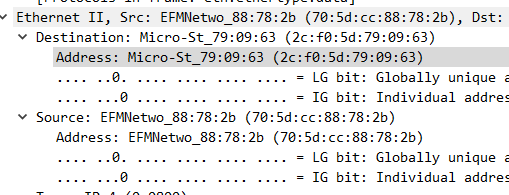 [Protocols in frame: eth:ethertype:data]
Ethernet II, Src: EFMNetwo_88:78:2b (70:5d:cc:88:78:2b), Dst:
Destination: Micro-St_79:09:63 (2c:f0:5d:79:09:63)
Address: Micro-St_79:09:63 (2c:f0:5d:79:09:63)
.... ..0. .... .... .... .... = LG bit: Globally unique a
.... ...0 .... .... .... .... = IG bit: Individual addres
Source: EFMNetwo_88:78:2b (70:5d:cc:88:78:2b)
Address: EFMNetwo_88:78:2b (70:5d:cc:88:78:2b)
.... ..0. .... .... .... .... = LG bit: Globally unique a
.... ...0 .... .... .... .... = IG bit: Individual addres